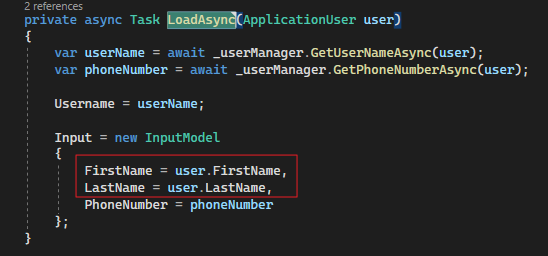 2 references
private async Task LoadAsync(ApplicationUser user)
{
var userName = await _userManager.GetUserNameAsync(user);
var phoneNumber = await _userManager.GetPhoneNumberAsync(user);
Username = userName;
Input = new InputModel
{
FirstName = user.FirstName,
LastName = user.LastName,
PhoneNumber = phoneNumber
};
}